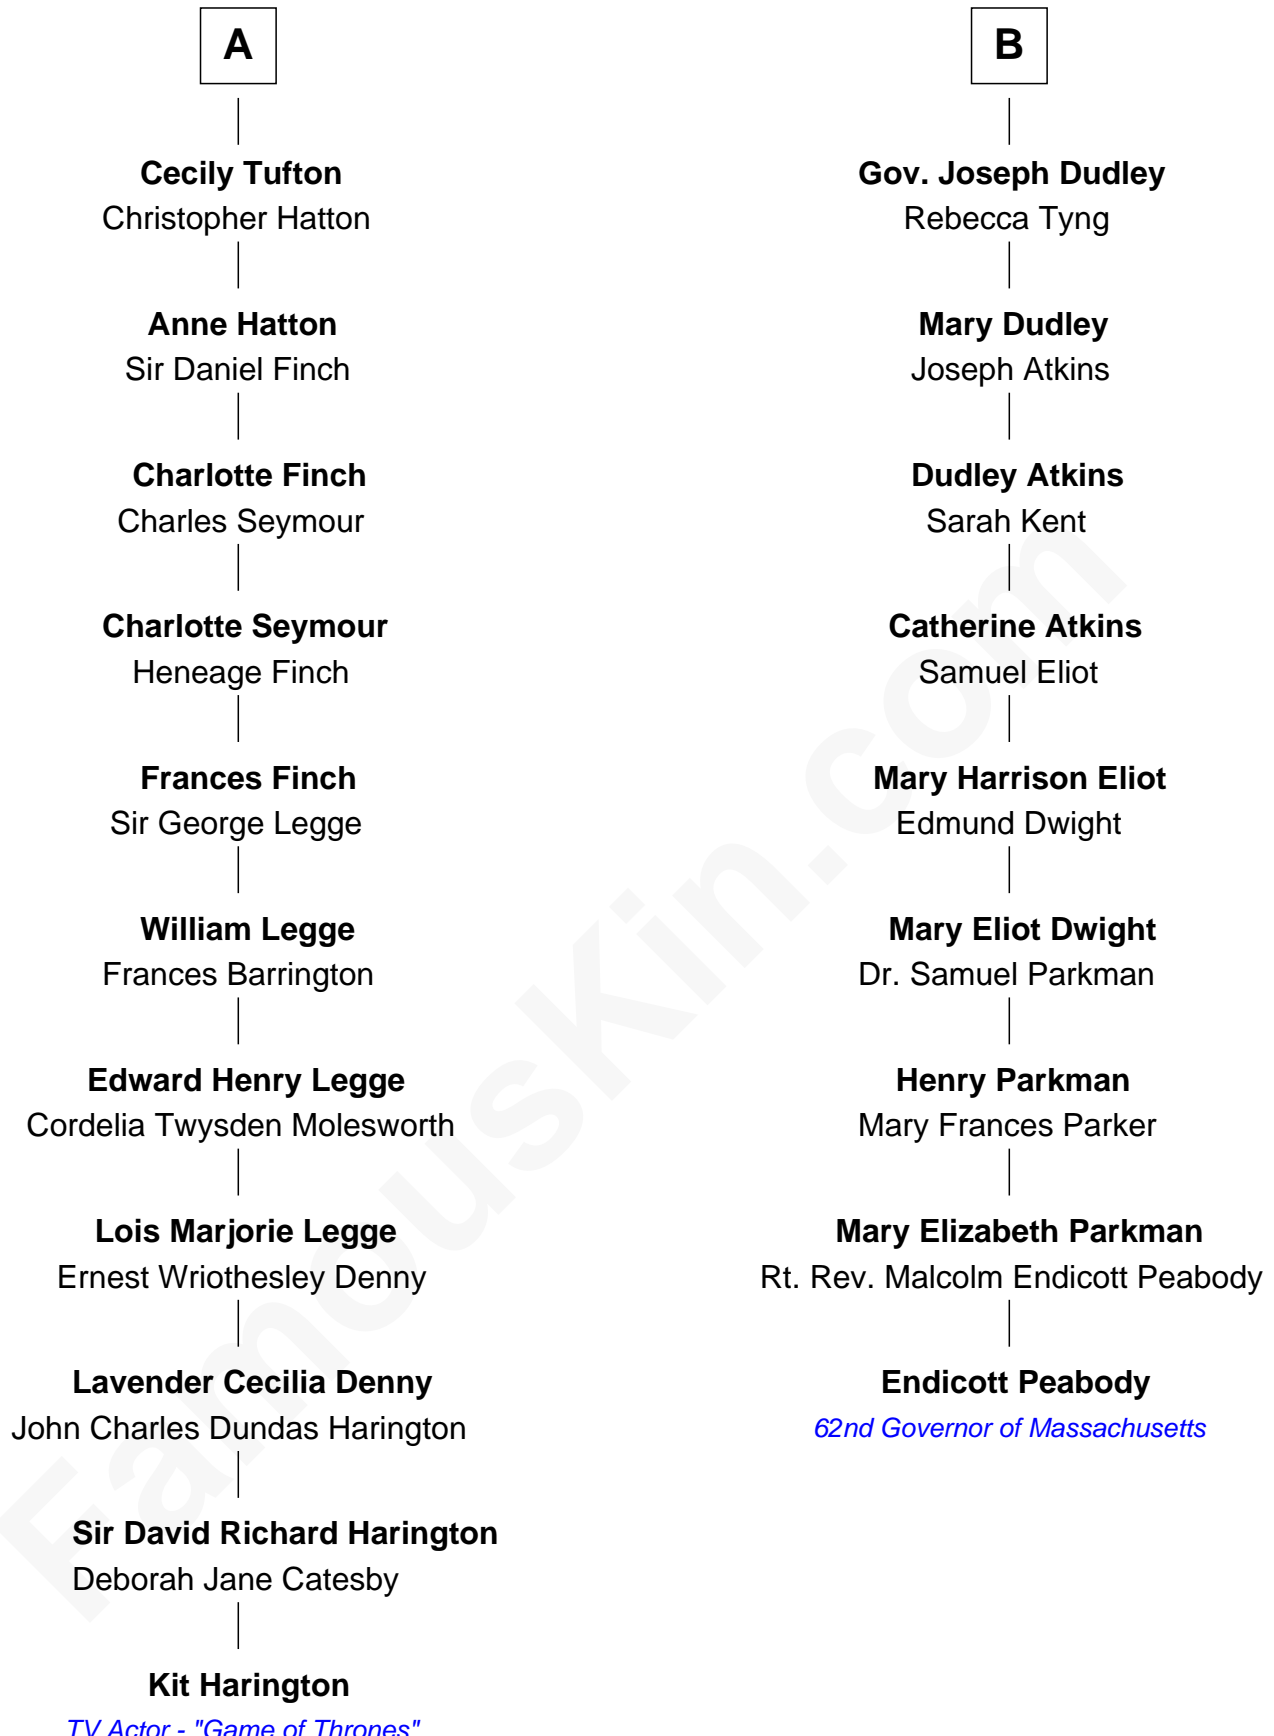 A
Cecily Tufton
Christopher Hatton
Anne Hatton
Sir Daniel Finch
Charlotte Finch
Charles Seymour
Charlotte Seymour
Heneage Finch
Frances Finch
Sir George Legge
William Legge
Frances Barrington
Edward Henry Legge
Cordelia Twysden Molesworth
Lois Marjorie Legge
Ernest Wriothesley Denny
Lavender Cecilia Denny
John Charles Dundas Harington
Sir David Richard Harington
Deborah Jane Catesby
Kit Harington
TV Actor - "Game of Thrones"
B
Gov. Joseph Dudley
Rebecca Tyng
Mary Dudley
Joseph Atkins
Dudley Atkins
Sarah Kent
Catherine Atkins
Samuel Eliot
Mary Harrison Eliot
Edmund Dwight
Mary Eliot Dwight
Dr. Samuel Parkman
Henry Parkman
Mary Frances Parker
Mary Elizabeth Parkman
Rt. Rev. Malcolm Endicott Peabody
Endicott Peabody
62nd Governor of Massachusetts
FamousKin.com